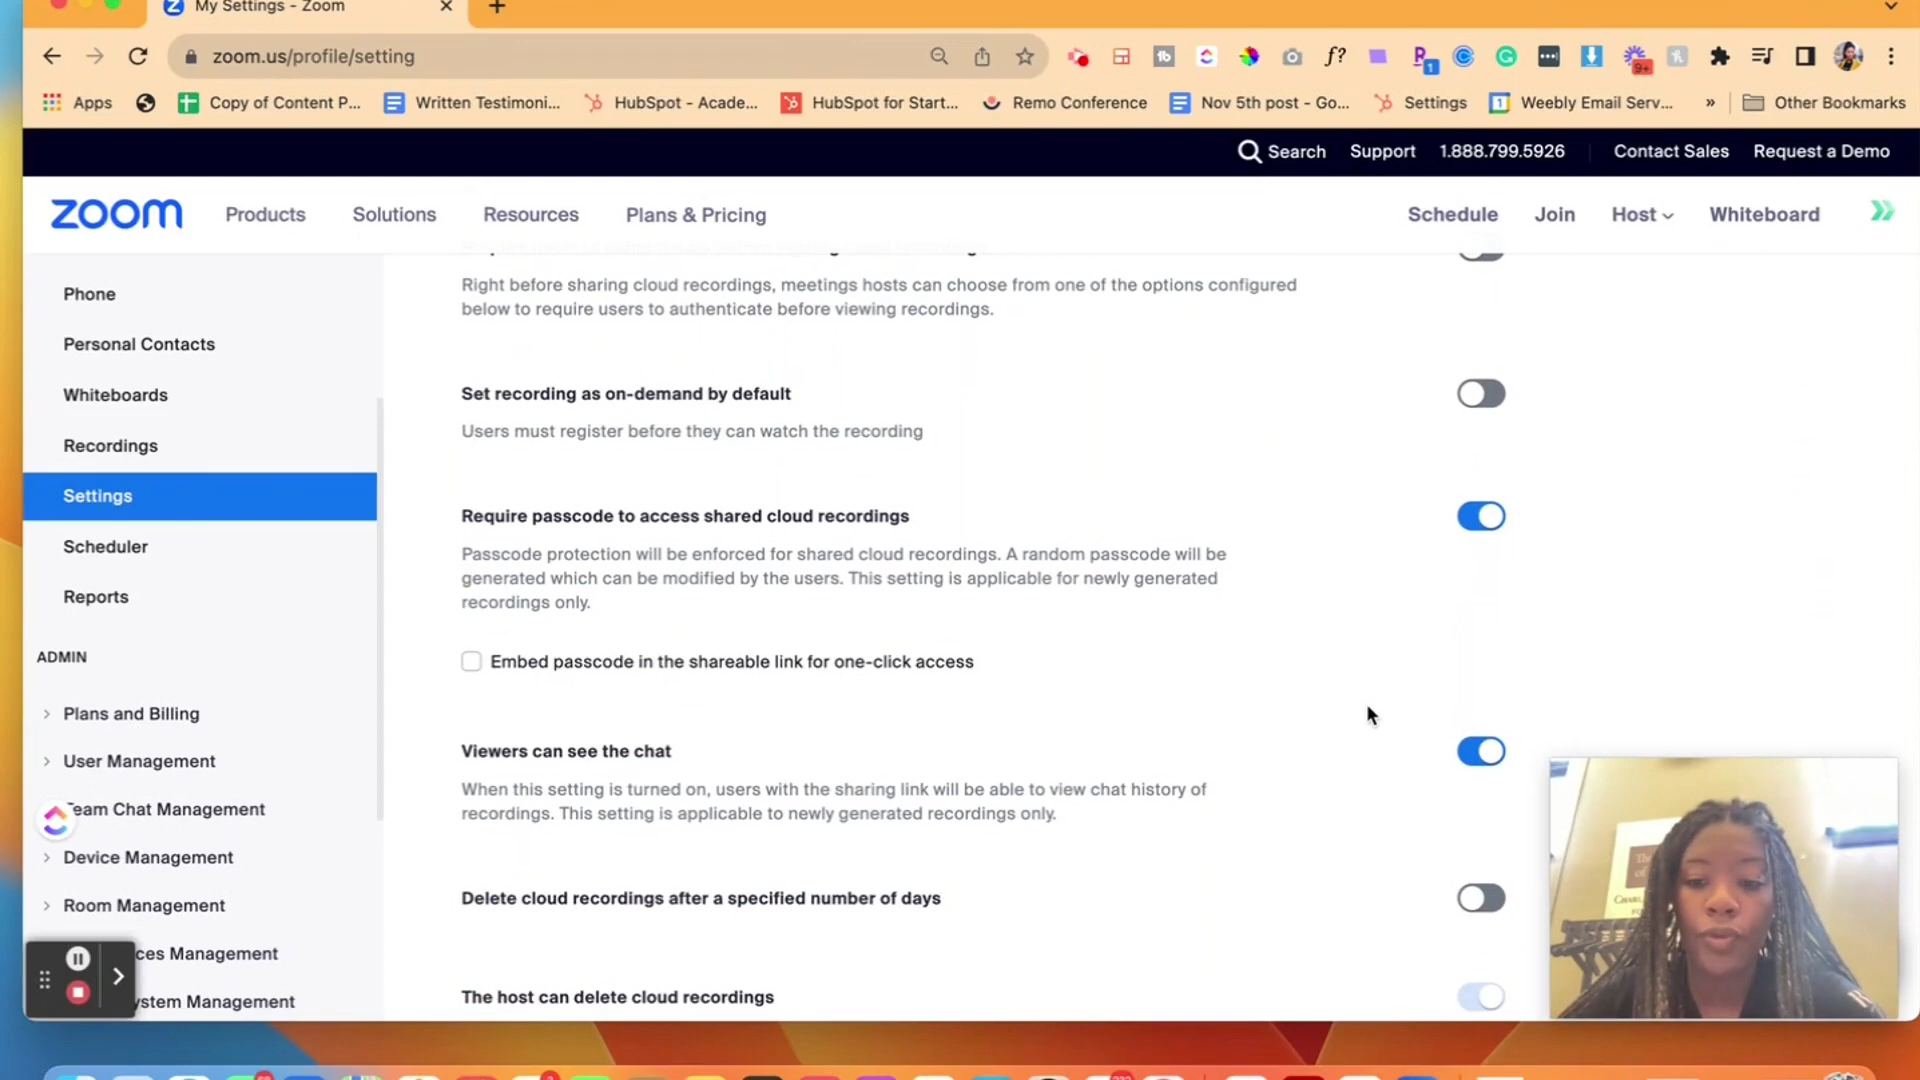 My Settings - Zoom
zoom.us/profile/setting
Apps
Copy of Content P...
Written Testimoni...
HubSpot - Acade...
HubSpot for Start...
Remo Conference
Nov 5th post - Go...
Settings
Weebly Email Serv...
»
Other Bookmarks
Search
Support
1.888.799.5926
Contact Sales
Request a Demo
zoom
Products
Solutions
Resources
Plans & Pricing
Schedule
Join
Host
Whiteboard
Phone
Personal Contacts
Whiteboards
Recordings
Settings
Scheduler
Reports
ADMIN
Plans and Billing
User Management
Team Chat Management
Device Management
Room Management
ces Management
ystem Management
Right before sharing cloud recordings, meetings hosts can choose from one of the options configured
below to require users to authenticate before viewing recordings.
Set recording as on-demand by default
Users must register before they can watch the recording
Require passcode to access shared cloud recordings
Passcode protection will be enforced for shared cloud recordings. A random passcode will be
generated which can be modified by the users. This setting is applicable for newly generated
recordings only.
Embed passcode in the shareable link for one-click access
Viewers can see the chat
When this setting is turned on, users with the sharing link will be able to view chat history of
recordings. This setting is applicable to newly generated recordings only.
Delete cloud recordings after a specified number of days
The host can delete cloud recordings